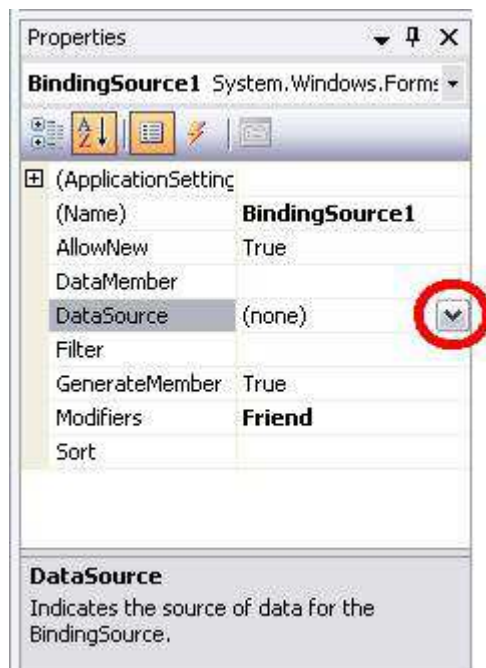 Properties
BindingSource1 System.Windows.Forms
(ApplicationSetting
(Name) BindingSource1
AllowNew True
DataMember
DataSource (none)
Filter
GenerateMember True
Modifiers Friend
Sort
DataSource
Indicates the source of data for the
BindingSource.